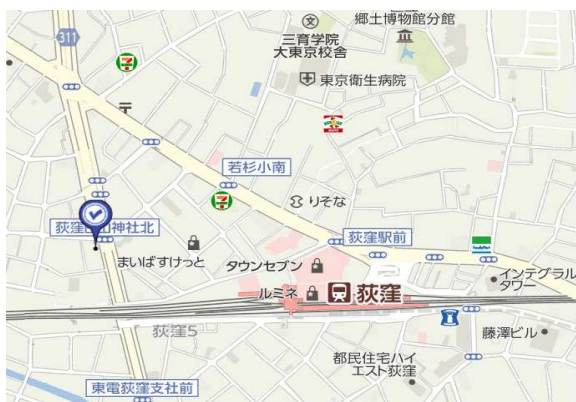 郷土博物館分館
三育学院
大東京校舎
311
東京衛生病院
若杉小南
りそな
荻窪
山神社北
荻窪駅前
まいばすけっと
タウンセブン
インテグラル
タワー
ルミネ
荻窪
荻窪5
藤澤ビル
都民住宅ハイ
エスト荻窪
東電荻窪支社前